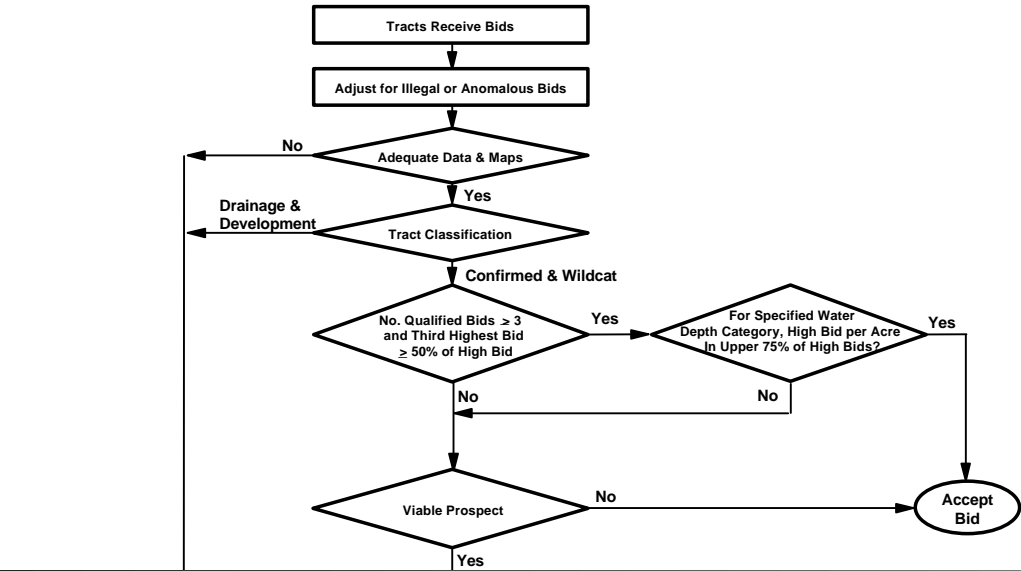 Tracts Receive Bids
Adjust for Illegal or Anomalous Bids
No
Adequate Data & Maps
Yes
Drainage &
Development
Tract Classification
Confirmed & Wildcat
No. Qualified Bids ≥ 3
and Third Highest Bid
≥ 50% of High Bid
Yes
For Specified Water
Depth Category, High Bid per Acre
In Upper 75% of High Bids?
Yes
No
No
Viable Prospect
No
Accept
Bid
Yes